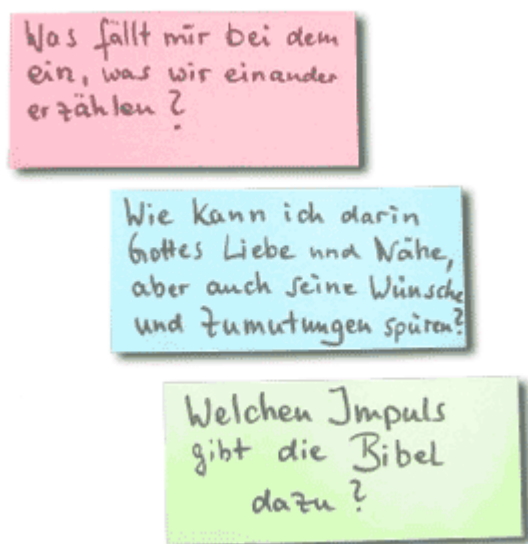 Was fällt mir bei dem
ein, was wir einander
erzählen?
Wie kann ich darin
Gottes Liebe und Nähe,
aber auch seine Wünsche
und Zumutungen spüren?
Welchen Impuls
gibt die Bibel
dazu?